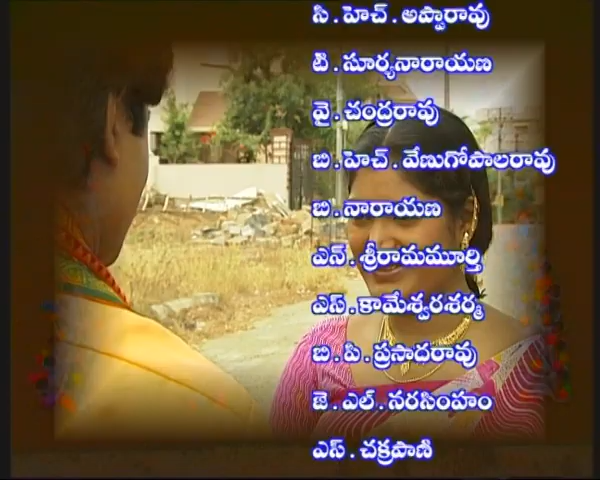 సి.హెచ్.అప్పారావు
టి.సూర్యనారాయణ
వై.చంద్రరావు
బి.హెచ్.వేణుగోపాలరావు
బి.నారాయణ
ఎన్.శ్రీరామమూర్తి
ఎస్.కామేశ్వరశర్మ
బి.పి.ప్రసాదరావు
జె.ఎల్.నరసింహం
ఎస్.చక్రపాణి